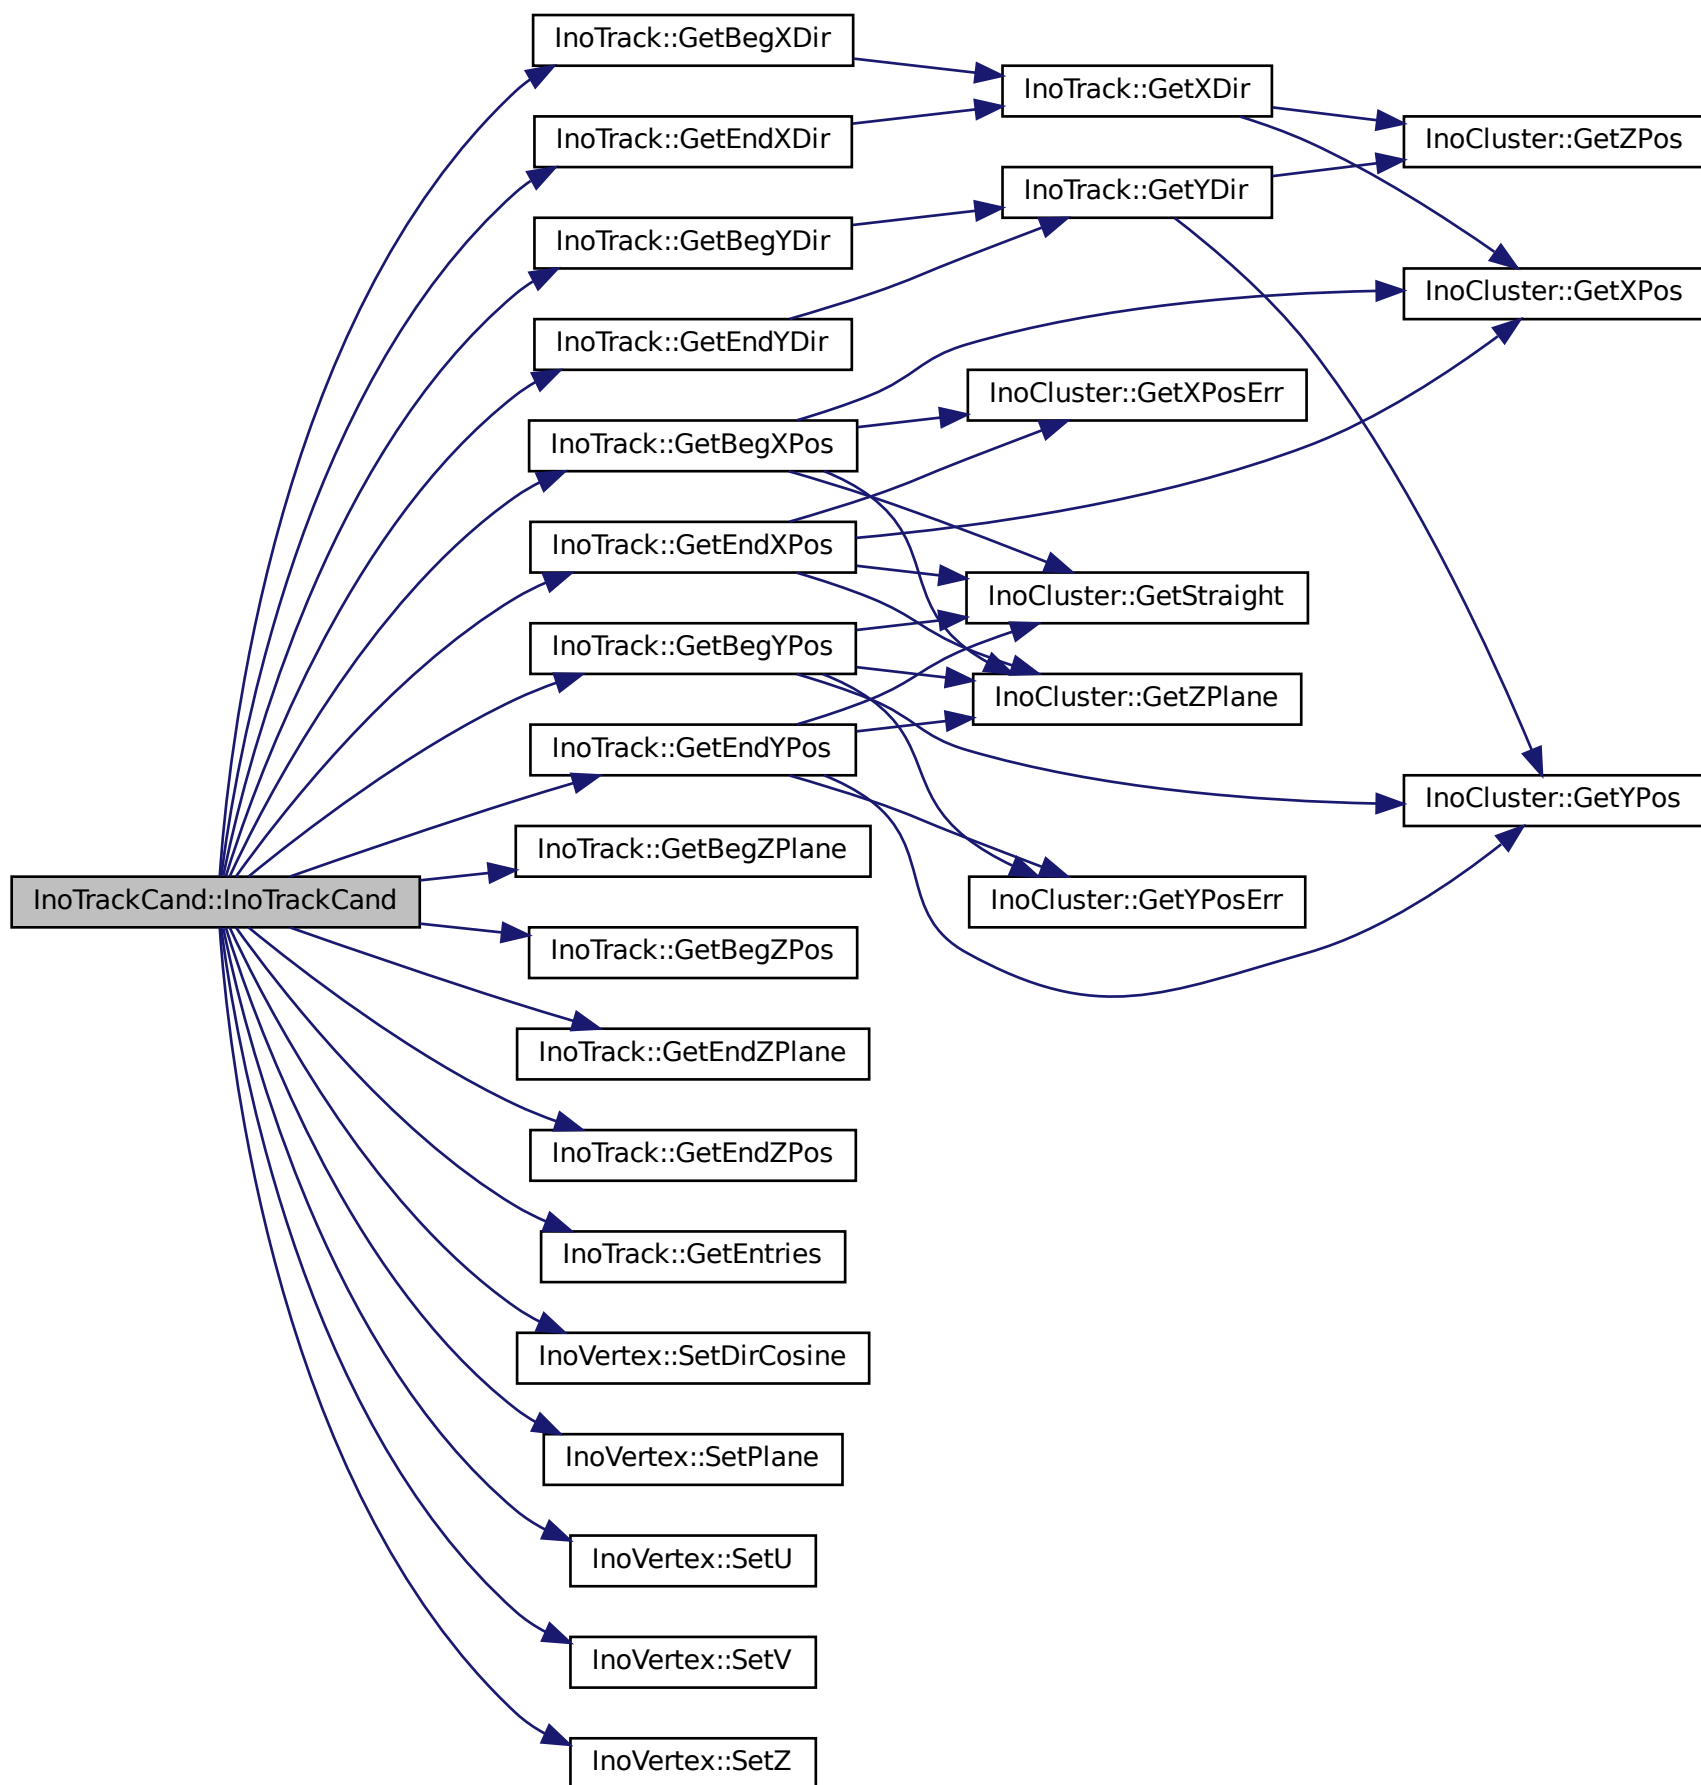 InoTrackCand::InoTrackCand
InoTrack::GetBegXDir
InoTrack::GetEndXDir
InoTrack::GetBegYDir
InoTrack::GetEndYDir
InoTrack::GetBegXPos
InoTrack::GetEndXPos
InoTrack::GetBegYPos
InoTrack::GetEndYPos
InoTrack::GetBegZPlane
InoTrack::GetBegZPos
InoTrack::GetEndZPlane
InoTrack::GetEndZPos
InoTrack::GetEntries
InoVertex::SetDirCosine
InoVertex::SetPlane
InoVertex::SetU
InoVertex::SetV
InoVertex::SetZ
InoTrack::GetXDir
InoTrack::GetYDir
InoCluster::GetXPosErr
InoCluster::GetStraight
InoCluster::GetZPlane
InoCluster::GetYPosErr
InoCluster::GetZPos
InoCluster::GetXPos
InoCluster::GetYPos